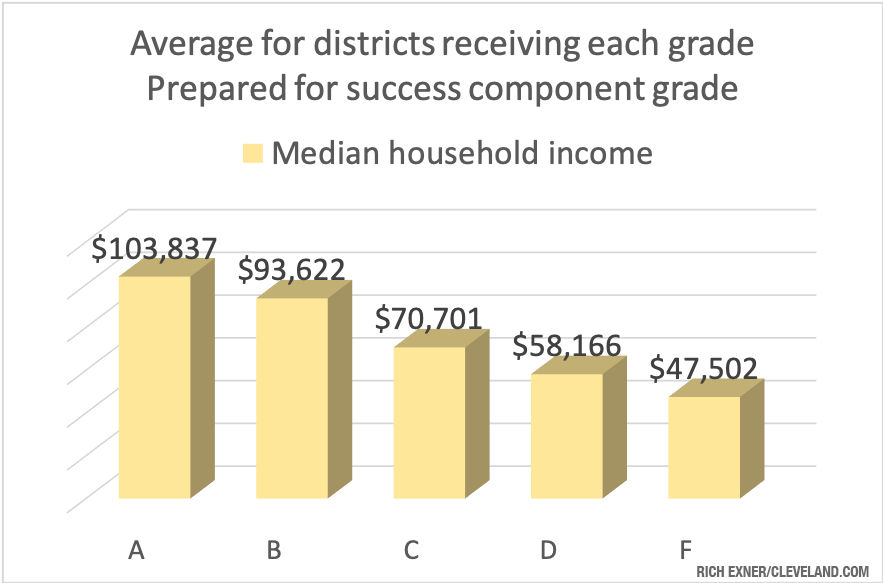 Average for districts receiving each grade
Prepared for success component grade
Median household income
$103,837
$93,622
$70,701
$58,166
$47,502
A B C D F
RICH EXNER/CLEVELAND.COM